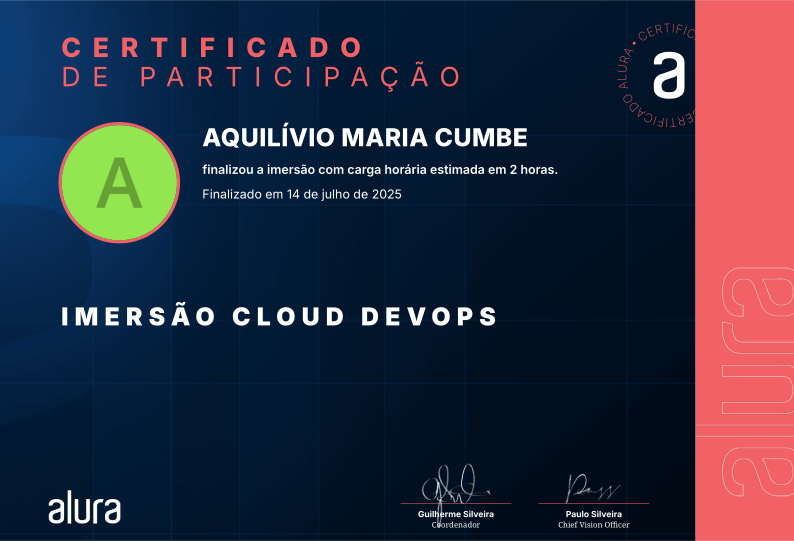 CERTIFICADO
DE PARTICIPAÇÃO
CERTIFICADO ALURA •
a
A
AQUILÍVIO MARIA CUMBE
finalizou a imersão com carga horária estimada em 2 horas.
Finalizado em 14 de julho de 2025
IMERSÃO CLOUD DEVOPS
alura
alura
Guilherme Silveira
Coordenador
Paulo Silveira
Chief Vision Officer